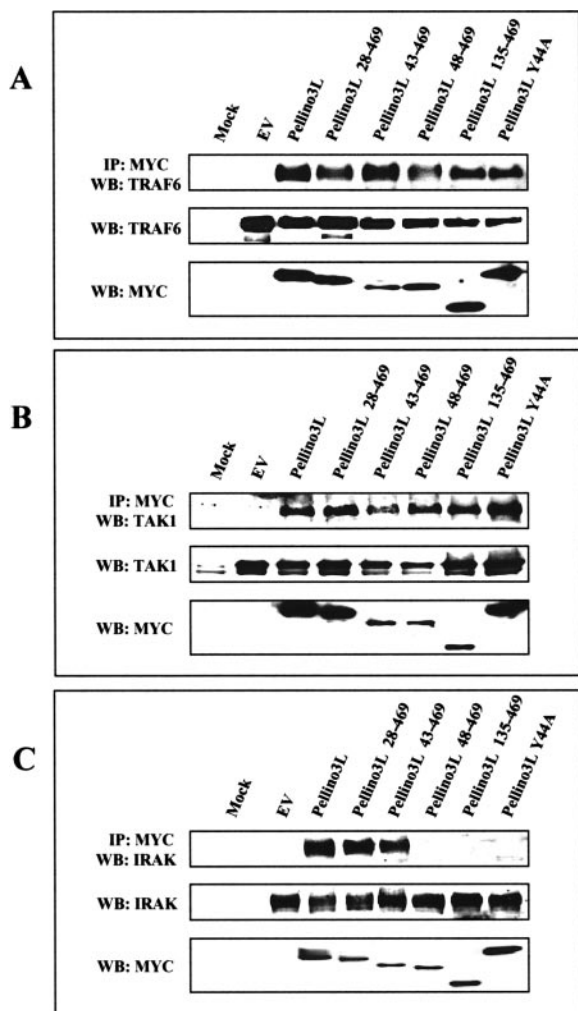 A
Mock
EV
Pellino3L
Pellino3L 28-469
Pellino3L 43-469
Pellino3L 48-469
Pellino3L 135-469
Pellino3L Y44A
IP: MYC
WB: TRAF6
WB: TRAF6
WB: MYC
B
Mock
EV
Pellino3L
Pellino3L 28-469
Pellino3L 43-469
Pellino3L 48-469
Pellino3L 135-469
Pellino3L Y44A
IP: MYC
WB: TAK1
WB: TAK1
WB: MYC
C
Mock
EV
Pellino3L
Pellino3L 28-469
Pellino3L 43-469
Pellino3L 48-469
Pellino3L 135-469
Pellino3L Y44A
IP: MYC
WB: IRAK
WB: IRAK
WB: MYC